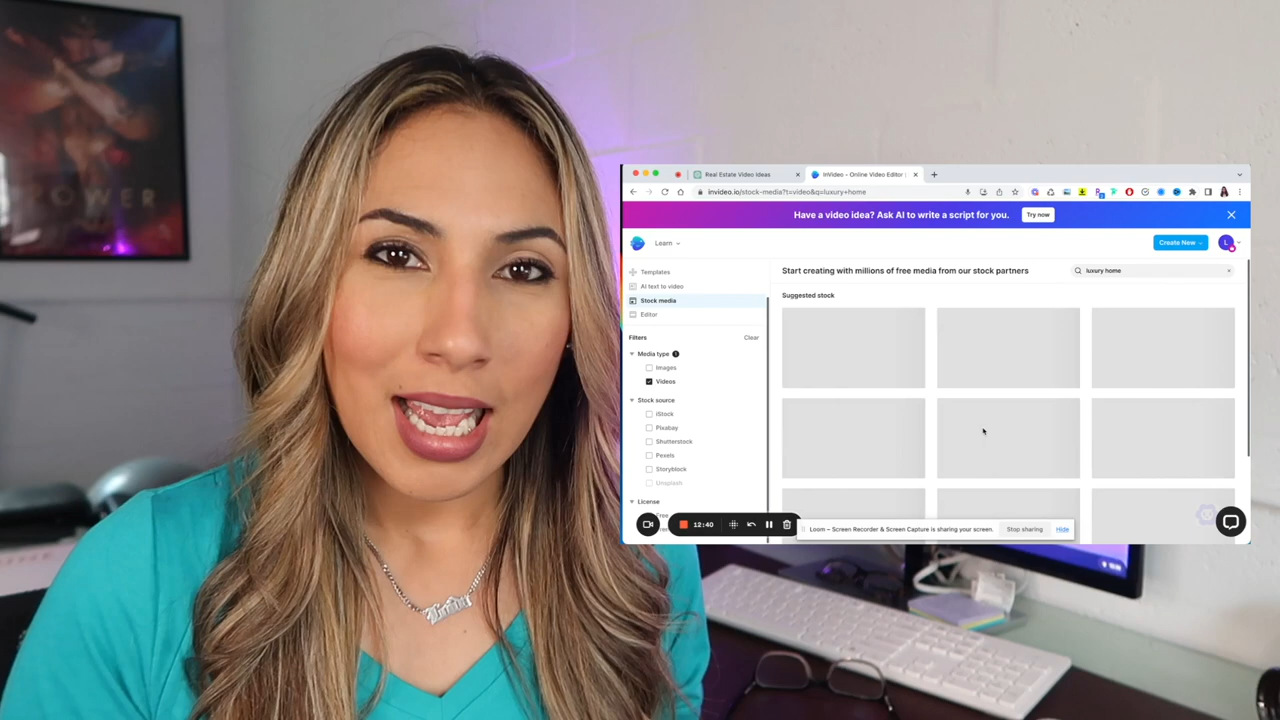 POWER
Real Estate Video Ideas
InVideo - Online Video Editor |
invideo.io/stock-media?t=video&q=luxury+home
Have a video idea? Ask AI to write a script for you.
Try now
Learn
Create New
L
Templates
AI text to video
Stock media
Editor
Start creating with millions of free media from our stock partners
luxury home
Suggested stock
Filters
Clear
Media type 1
Images
Videos
Stock source
iStock
Pixabay
Shutterstock
Pexels
Storyblock
Unsplash
License
Free
12:40
Loom – Screen Recorder & Screen Capture is sharing your screen.
Stop sharing
Hide